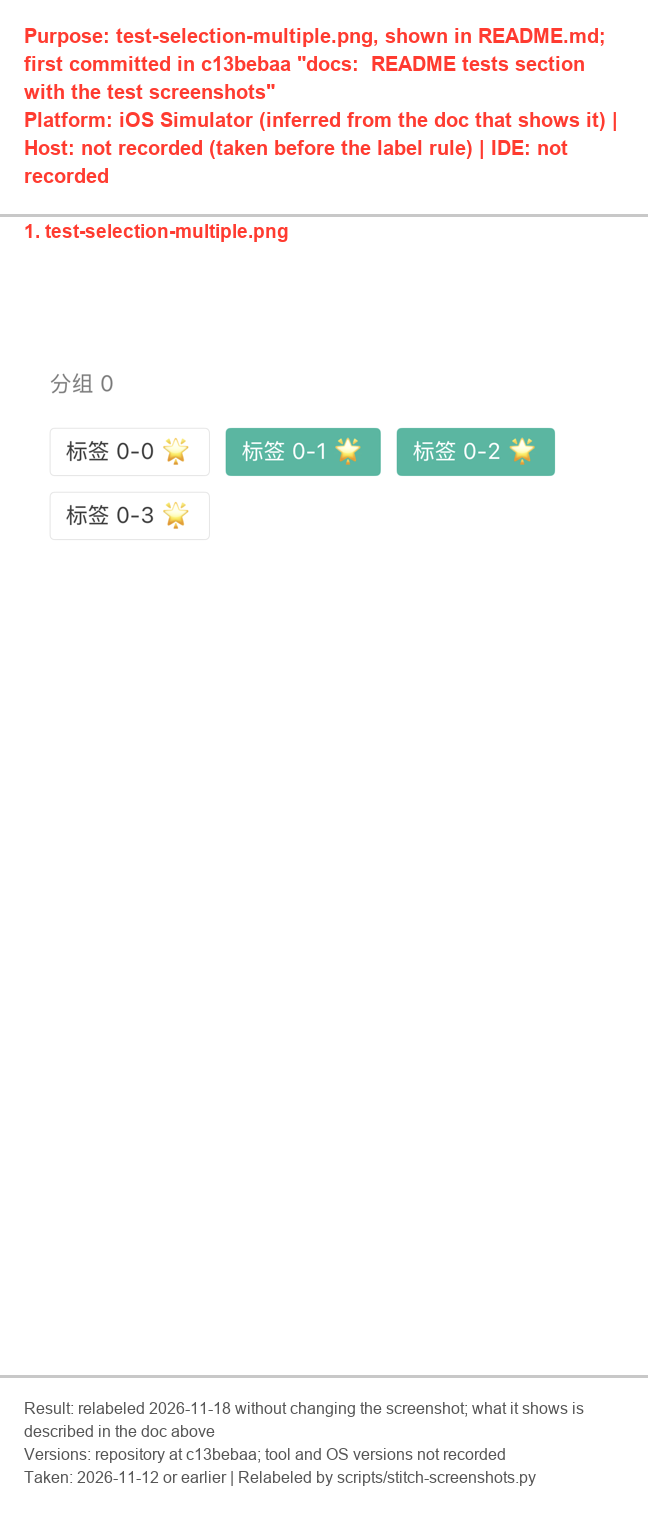 Purpose: test-selection-multiple.png, shown in README.md;
first committed in c13bebaa "docs:  README tests section
with the test screenshots"
Platform: iOS Simulator (inferred from the doc that shows it) |
Host: not recorded (taken before the label rule) | IDE: not
recorded
1. test-selection-multiple.png
分组 0
标签 0-0 🌟 标签 0-1 🌟 标签 0-2 🌟
标签 0-3 🌟
Result: relabeled 2026-11-18 without changing the screenshot; what it shows is
described in the doc above
Versions: repository at c13bebaa; tool and OS versions not recorded
Taken: 2026-11-12 or earlier | Relabeled by scripts/stitch-screenshots.py